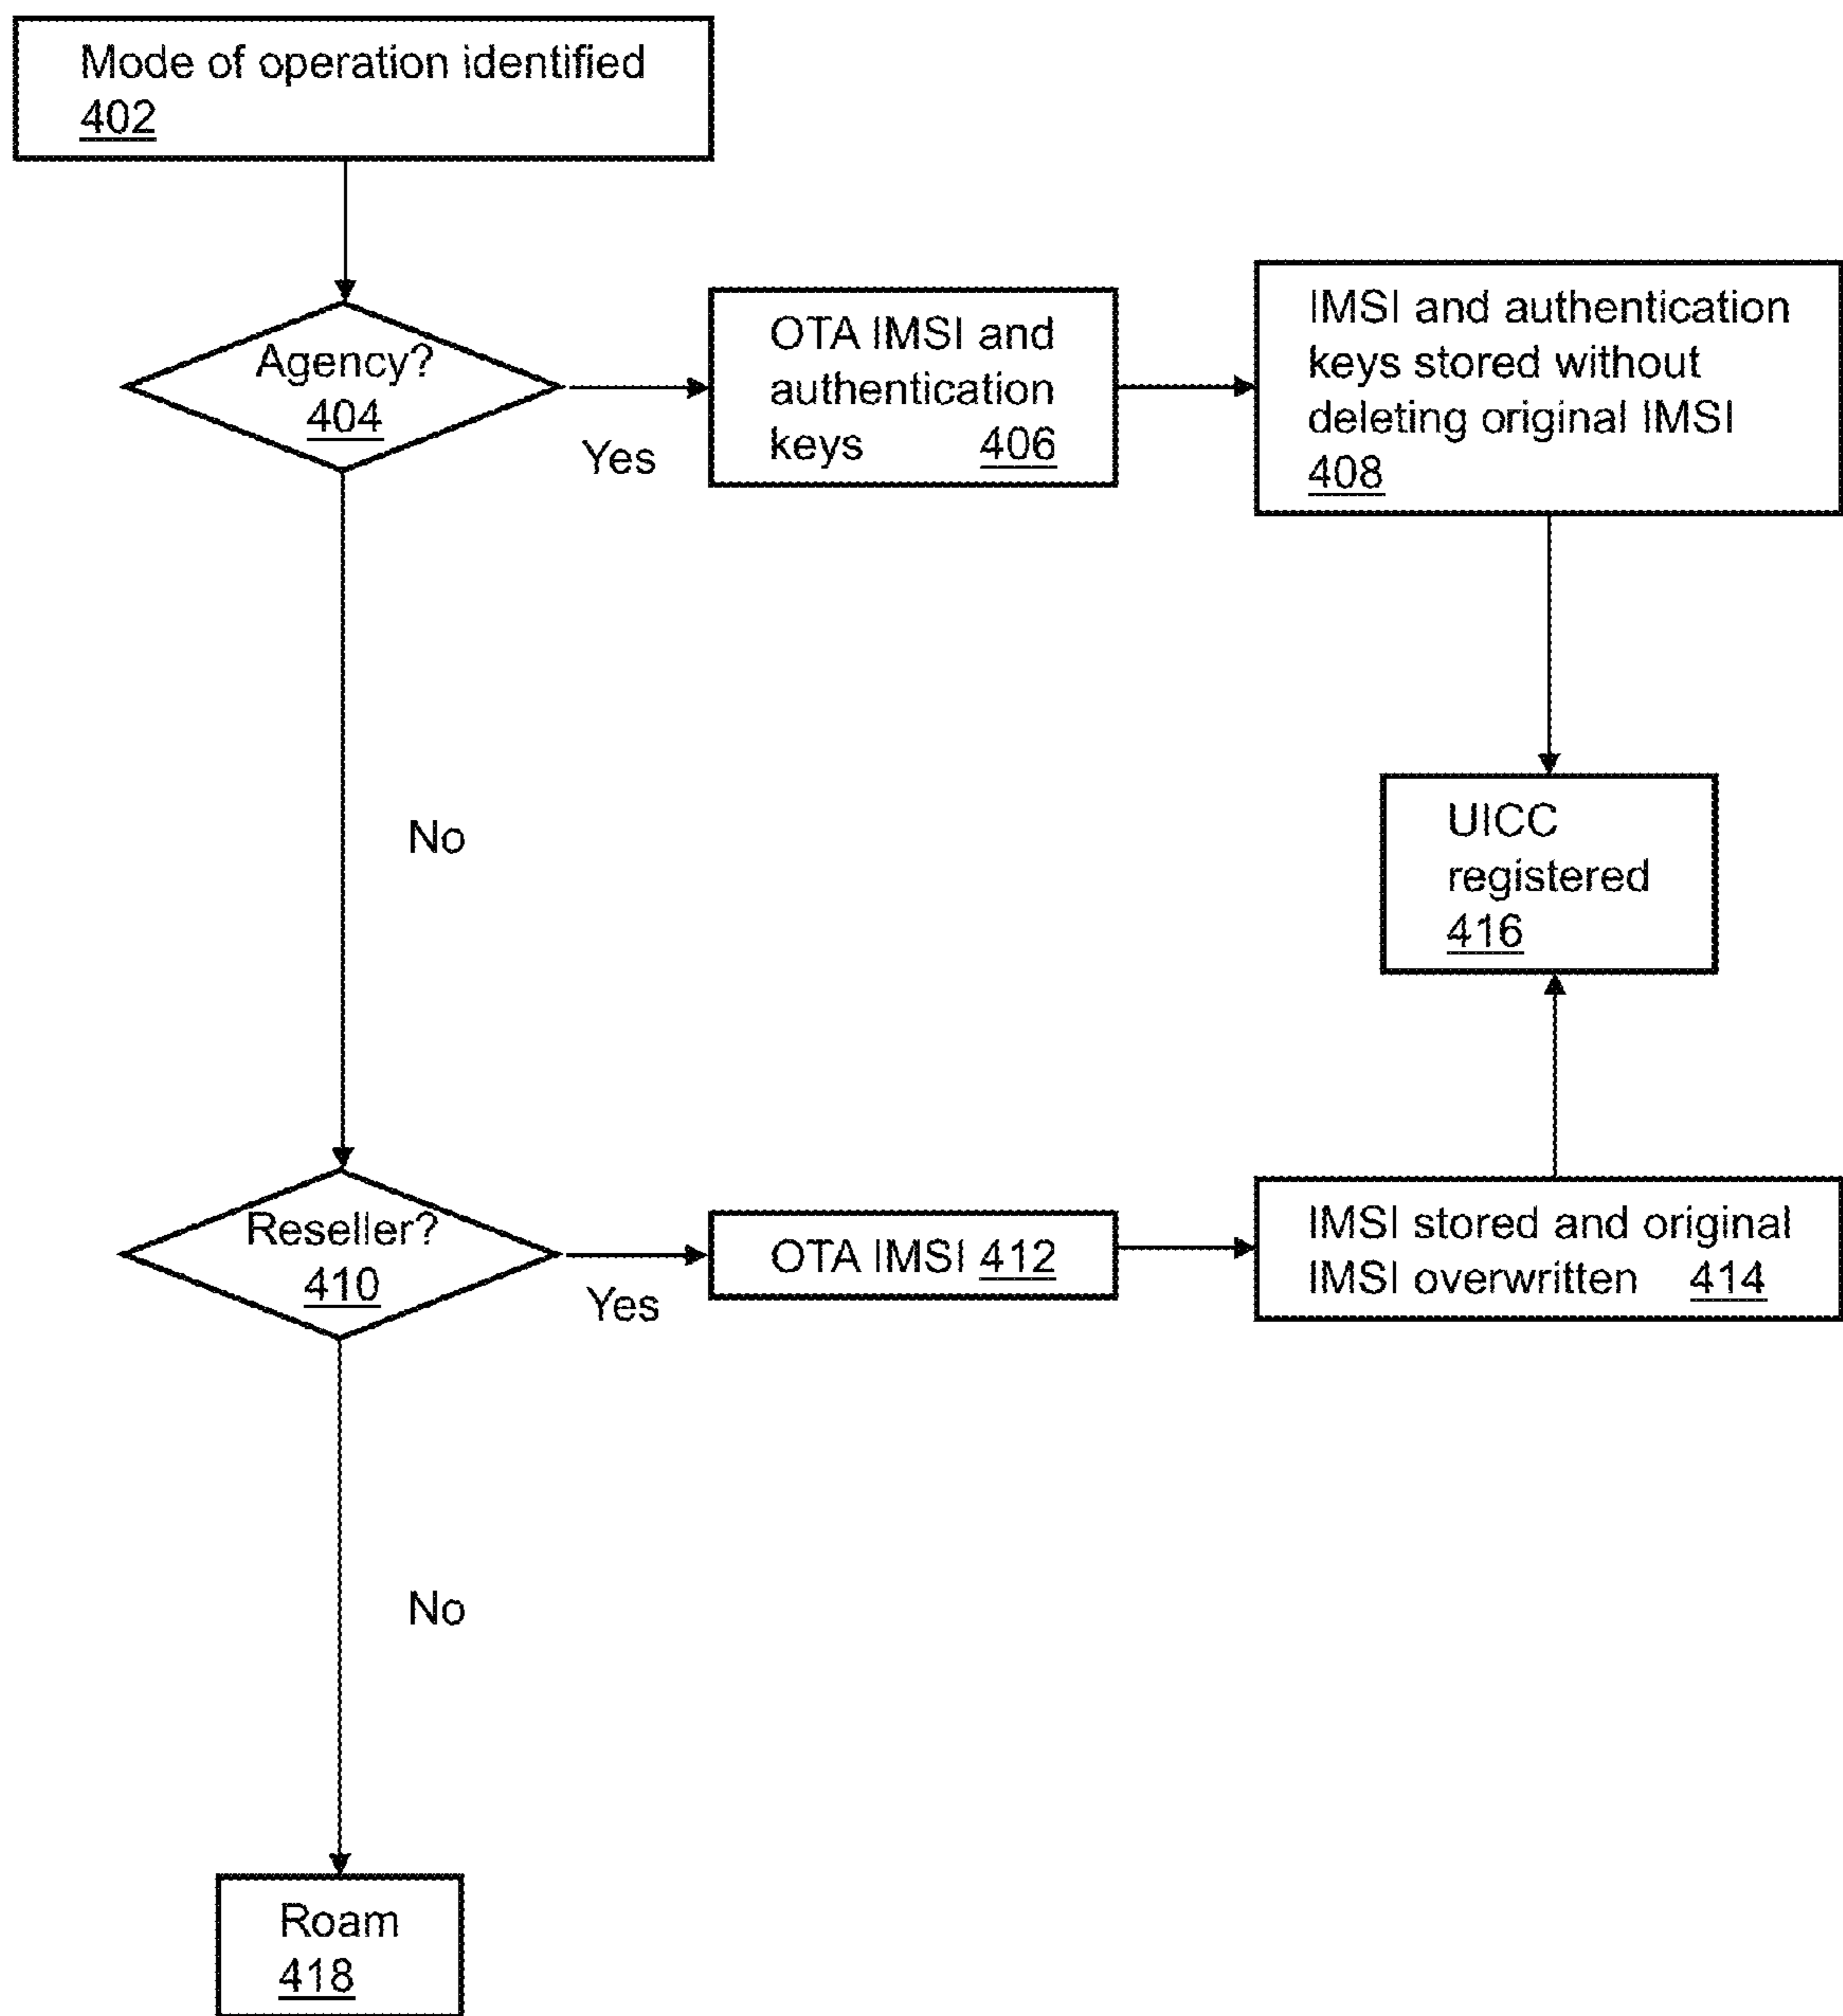 Mode of operation identified
402
Agency?
404
Yes
OTA IMSI and
authentication
keys 406
IMSI and authentication
keys stored without
deleting original IMSI
408
No
UICC
registered
416
Reseller?
410
Yes
OTA IMSI 412
IMSI stored and original
IMSI overwritten 414
No
Roam
418